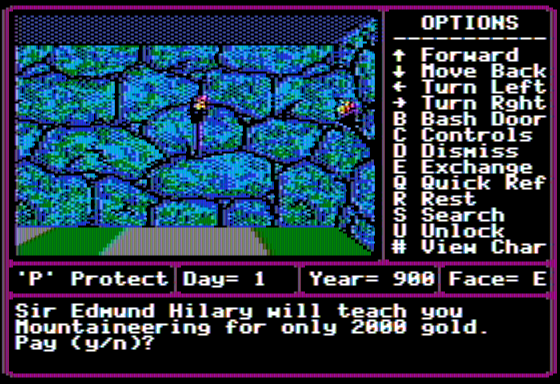 OPTIONS
------------
↑ Forward
↓ Move Back
← Turn Left
→ Turn Rght
B Bash Door
C Controls
D Dismiss
E Exchange
Q Quick Ref
R Rest
S Search
U Unlock
# View Char
'P' Protect Day= 1 Year= 900 Face= E
Sir Edmund Hilary will teach you
Mountaineering for only 2000 gold.
Pay (y/n)?